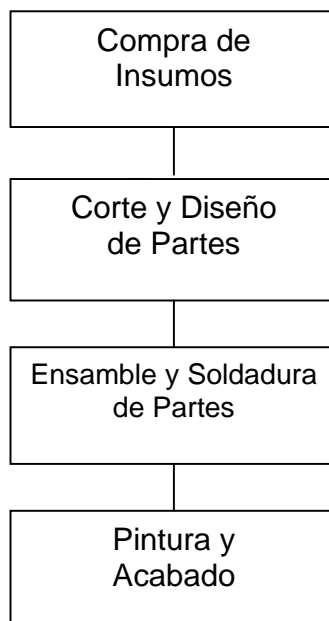 Compra de
Insumos
Corte y Diseño
de Partes
Ensamble y Soldadura
de Partes
Pintura y
Acabado